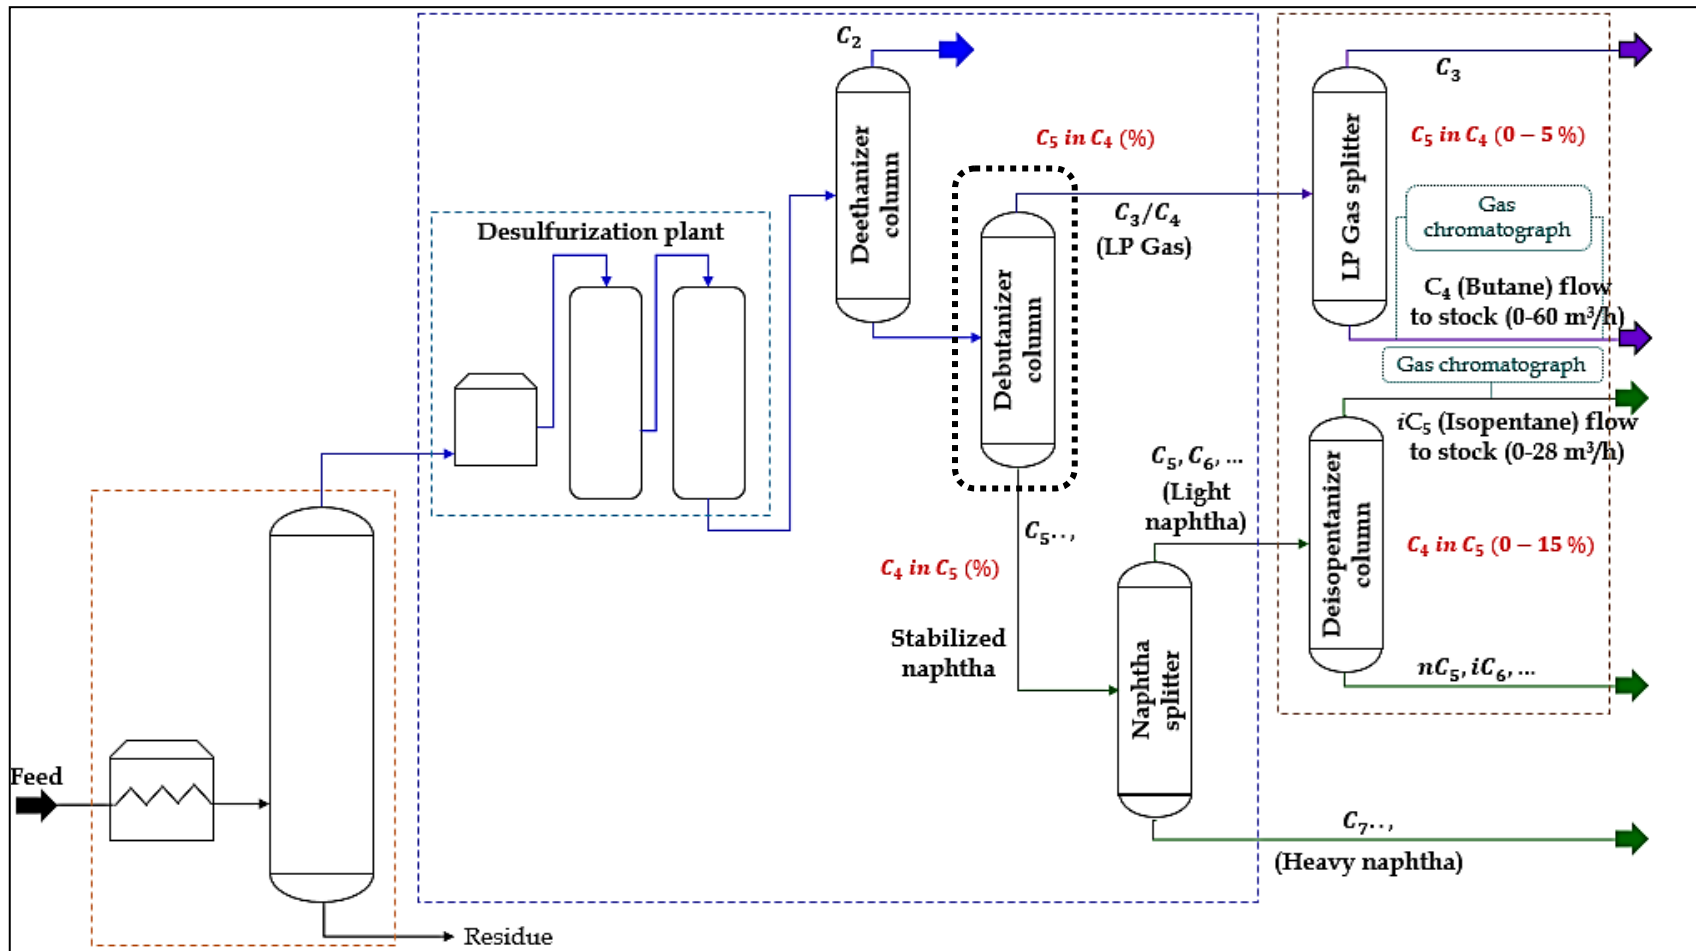 C₂
C₃
Deethanizer
column
LP Gas splitter
C₅ in C₄ (%)
C₅ in C₄ (0 – 5 %)
C₃/C₄
(LP Gas)
Gas
chromatograph
Desulfurization plant
Debutanizer
column
C₄ (Butane) flow
to stock (0-60 m³/h)
Gas chromatograph
iC₅ (Isopentane) flow
to stock (0-28 m³/h)
C₅, C₆, ...
(Light
naphtha)
C₅..,
C₄ in C₅ (%)
Deisopentanizer
column
C₄ in C₅ (0 – 15 %)
Stabilized
naphtha
Naphtha
splitter
nC₅, iC₆, ...
Feed
C₇..,
(Heavy naphtha)
Residue